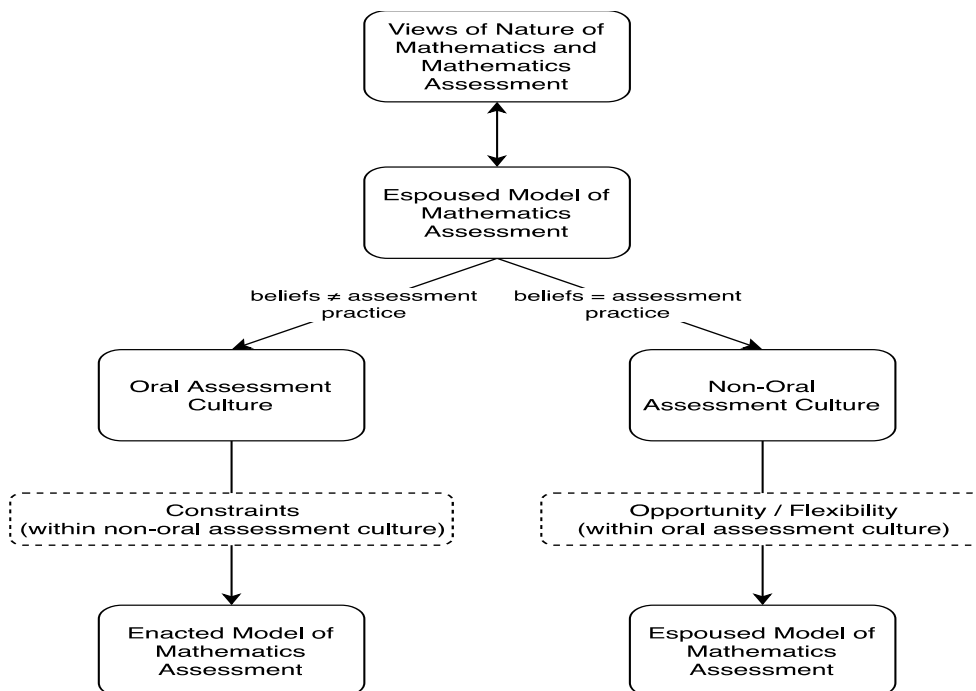 Views of Nature of
Mathematics and
Mathematics
Assessment
Espoused Model of
Mathematics
Assessment
beliefs ≠ assessment
practice
beliefs = assessment
practice
Oral Assessment
Culture
Non-Oral
Assessment Culture
Constraints
(within non-oral assessment culture)
Opportunity / Flexibility
(within oral assessment culture)
Enacted Model of
Mathematics
Assessment
Espoused Model of
Mathematics
Assessment